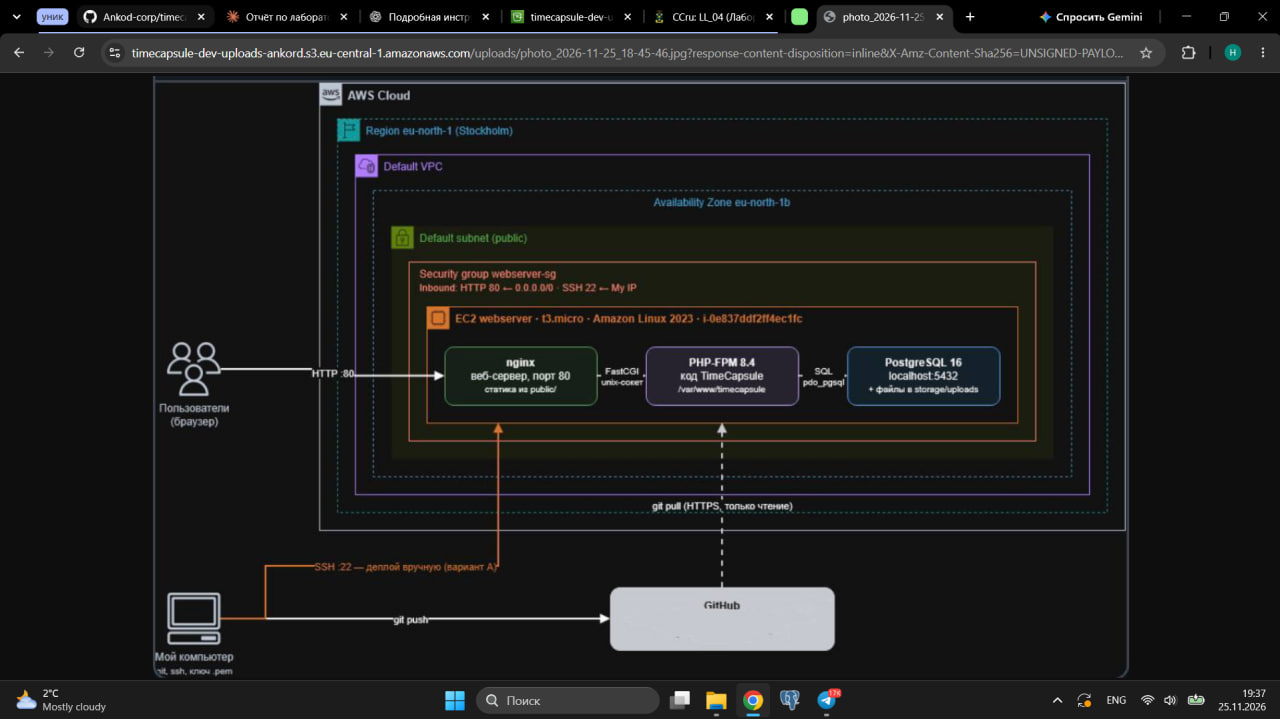 уник
Ankod-corp/timec
Отчёт по лаборат
Подробная инстр
timecapsule-dev-u
CCru: LL_04 (Лабо
photo_2026-11-25
Спросить Gemini
timecapsule-dev-uploads-ankord.s3.eu-central-1.amazonaws.com/uploads/photo_2026-11-25_18-45-46.jpg?response-content-disposition=inline&X-Amz-Content-Sha256=UNSIGNED-PAYLO...
H
aws
AWS Cloud
Region eu-north-1 (Stockholm)
Default VPC
Availability Zone eu-north-1b
Default subnet (public)
Security group webserver-sg
Inbound: HTTP 80 ← 0.0.0.0/0 · SSH 22 ← My IP
EC2 webserver · t3.micro · Amazon Linux 2023 · i-0e837ddf2ff4ec1fc
nginx
веб-сервер, порт 80
статика из public/
FastCGI
unix-сокет
PHP-FPM 8.4
код TimeCapsule
/var/www/timecapsule
SQL
pdo_pgsql
PostgreSQL 16
localhost:5432
+ файлы в storage/uploads
HTTP :80
Пользователи
(браузер)
git pull (HTTPS, только чтение)
SSH :22 — деплой вручную (вариант A)
GitHub
git push
Мой компьютер
git, ssh, ключ .pem
2°C
Mostly cloudy
Поиск
17K
ENG
19:37
25.11.2026